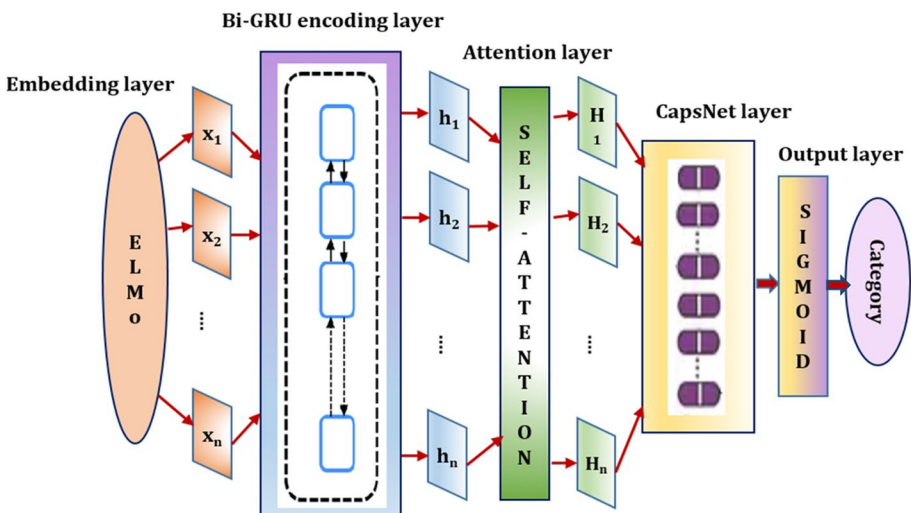 Bi-GRU encoding layer
Attention layer
Embedding layer
CapsNet layer
Output layer
ELMo
x1
x2
....
xn
h1
h2
....
hn
SELF-ATTENTION
H1
H2
....
Hn
SIGMOID
Category